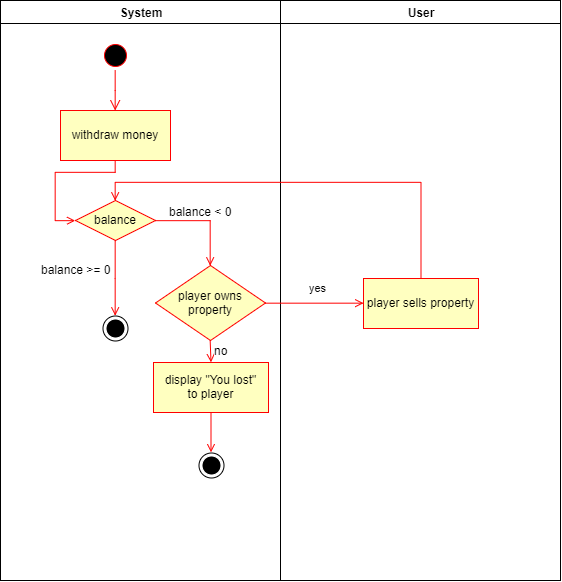 System
User
withdraw money
balance
balance < 0
balance >= 0
player owns
property
yes
player sells property
no
display "You lost"
to player